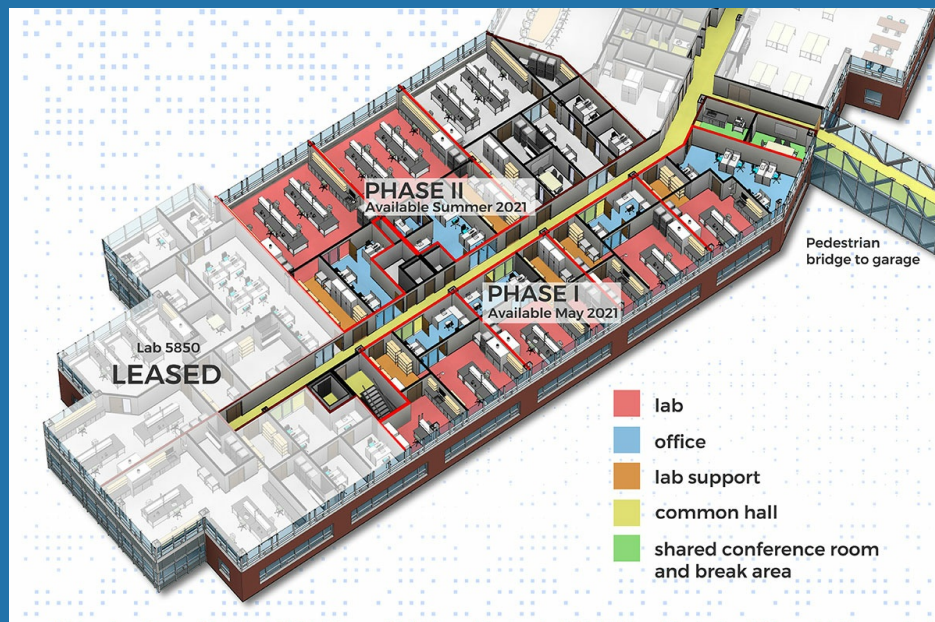 PHASE II
Available Summer 2021
Pedestrian
bridge to garage
PHASE I
Available May 2021
Lab 5850
LEASED
lab
office
lab support
common hall
shared conference room
and break area